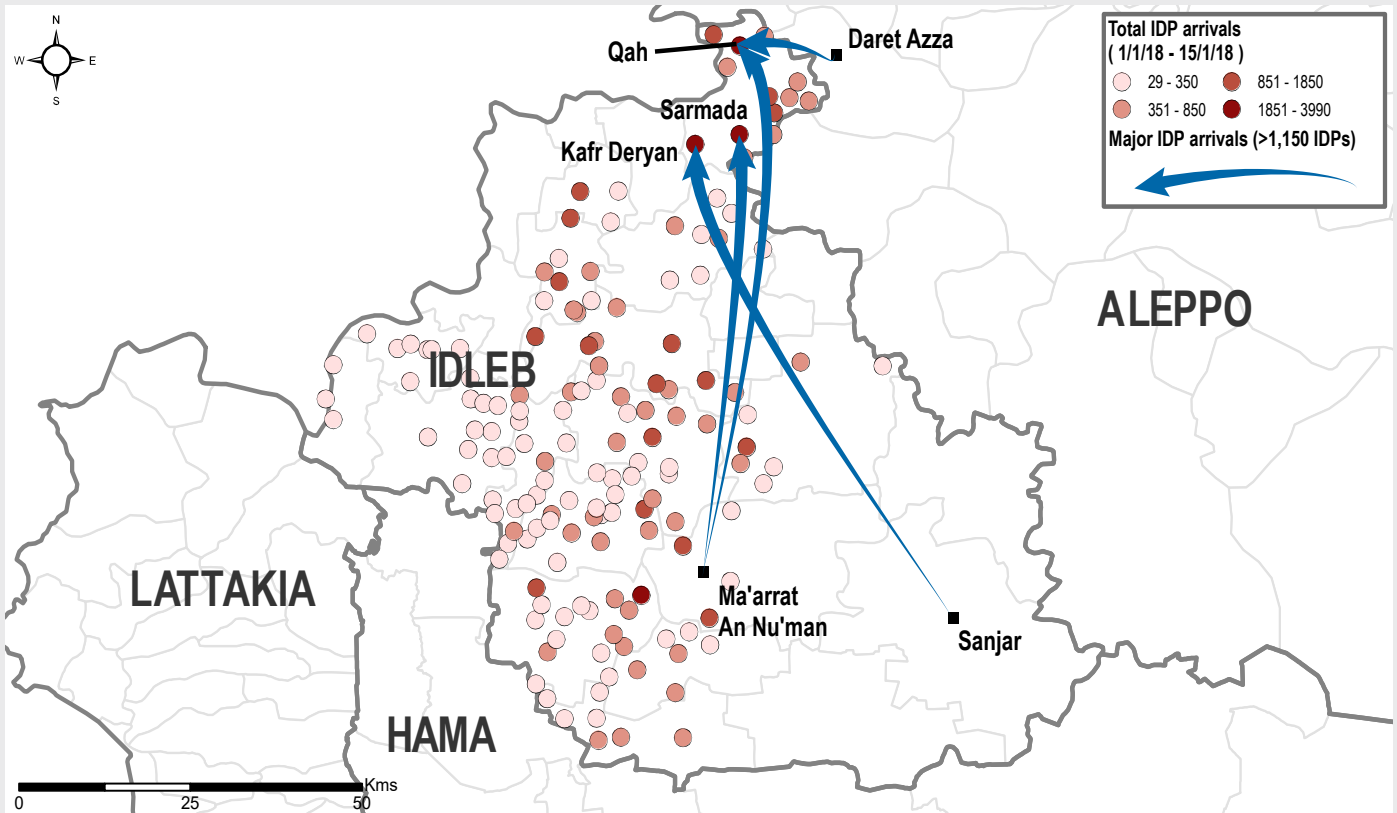 N
W
E
S
Qah
Daret Azza
Sarmada
Kafr Deryan
Total IDP arrivals
( 1/1/18 - 15/1/18 )
29 - 350
851 - 1850
351 - 850
1851 - 3990
Major IDP arrivals (>1,150 IDPs)
ALEPPO
IDLEB
LATTAKIA
Ma'arrat
An Nu'man
Sanjar
HAMA
Kms
0
25
50